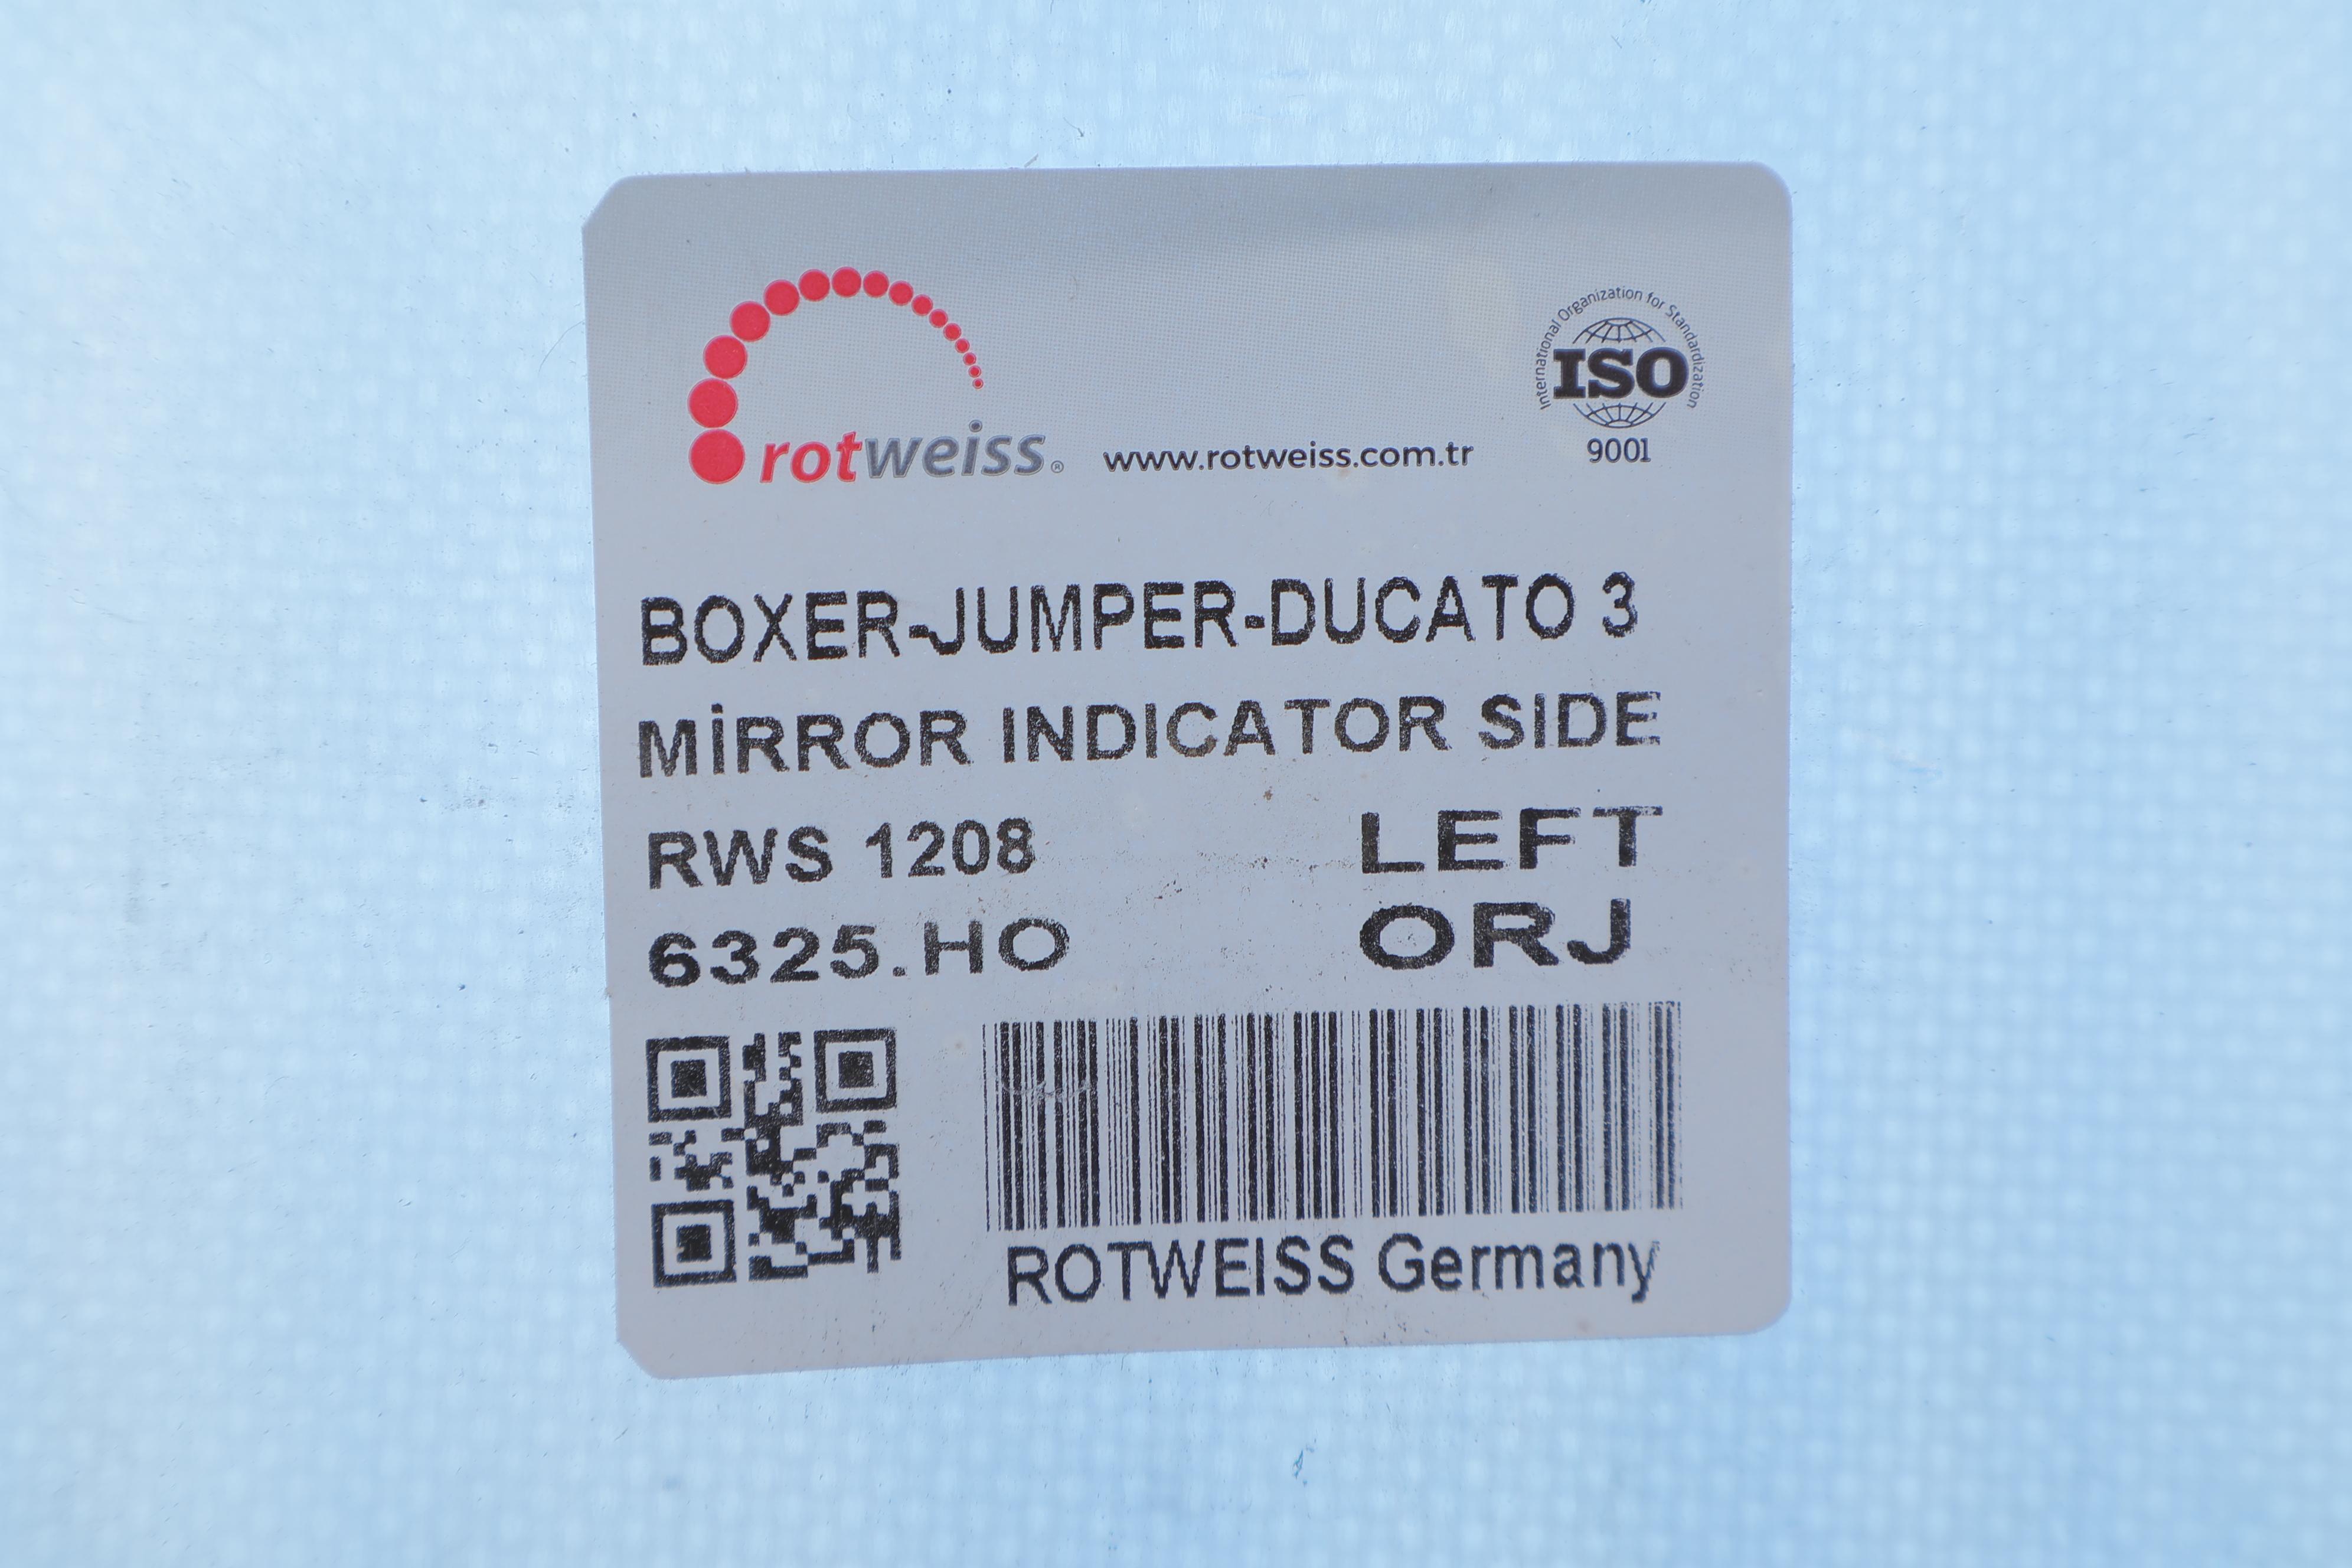 International Organization for Standardization
ISO
9001
rotweiss® www.rotweiss.com.tr
BOXER-JUMPER-DUCATO 3
MİRROR INDICATOR SIDE
RWS 1208 LEFT
6325.HO ORJ
ROTWEISS Germany